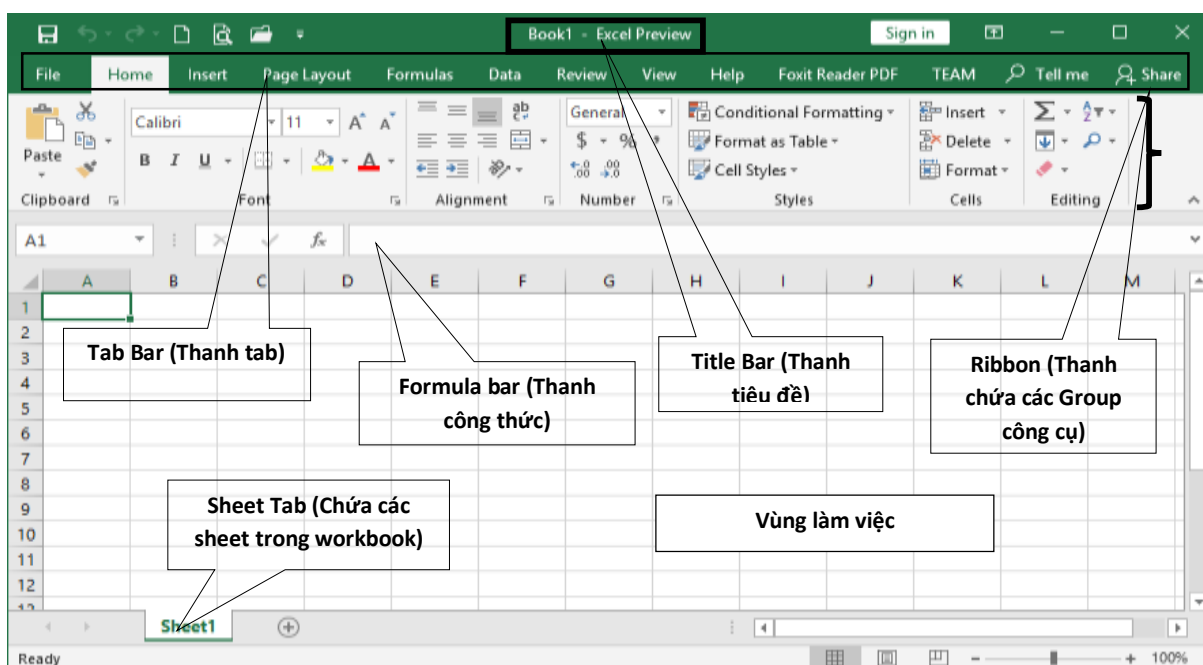 Book1 - Excel Preview
Sign in
File Home Insert Page Layout Formulas Data Review View Help Foxit Reader PDF TEAM Tell me Share
Paste
Calibri 11 A A
General
Conditional Formatting
Insert
B I U A
$ % ,
Format as Table
Delete
Cell Styles
Format
Clipboard Font Alignment Number Styles Cells Editing
A1 fx
A B C D E F G H I J K L M
1
2
3
4
5
6
7
8
9
10
11
12
13
Tab Bar (Thanh tab)
Formula bar (Thanh
công thức)
Title Bar (Thanh
tiêu đề)
Ribbon (Thanh
chứa các Group
công cụ)
Sheet Tab (Chứa các
sheet trong workbook)
Vùng làm việc
Sheet1
Ready
100%